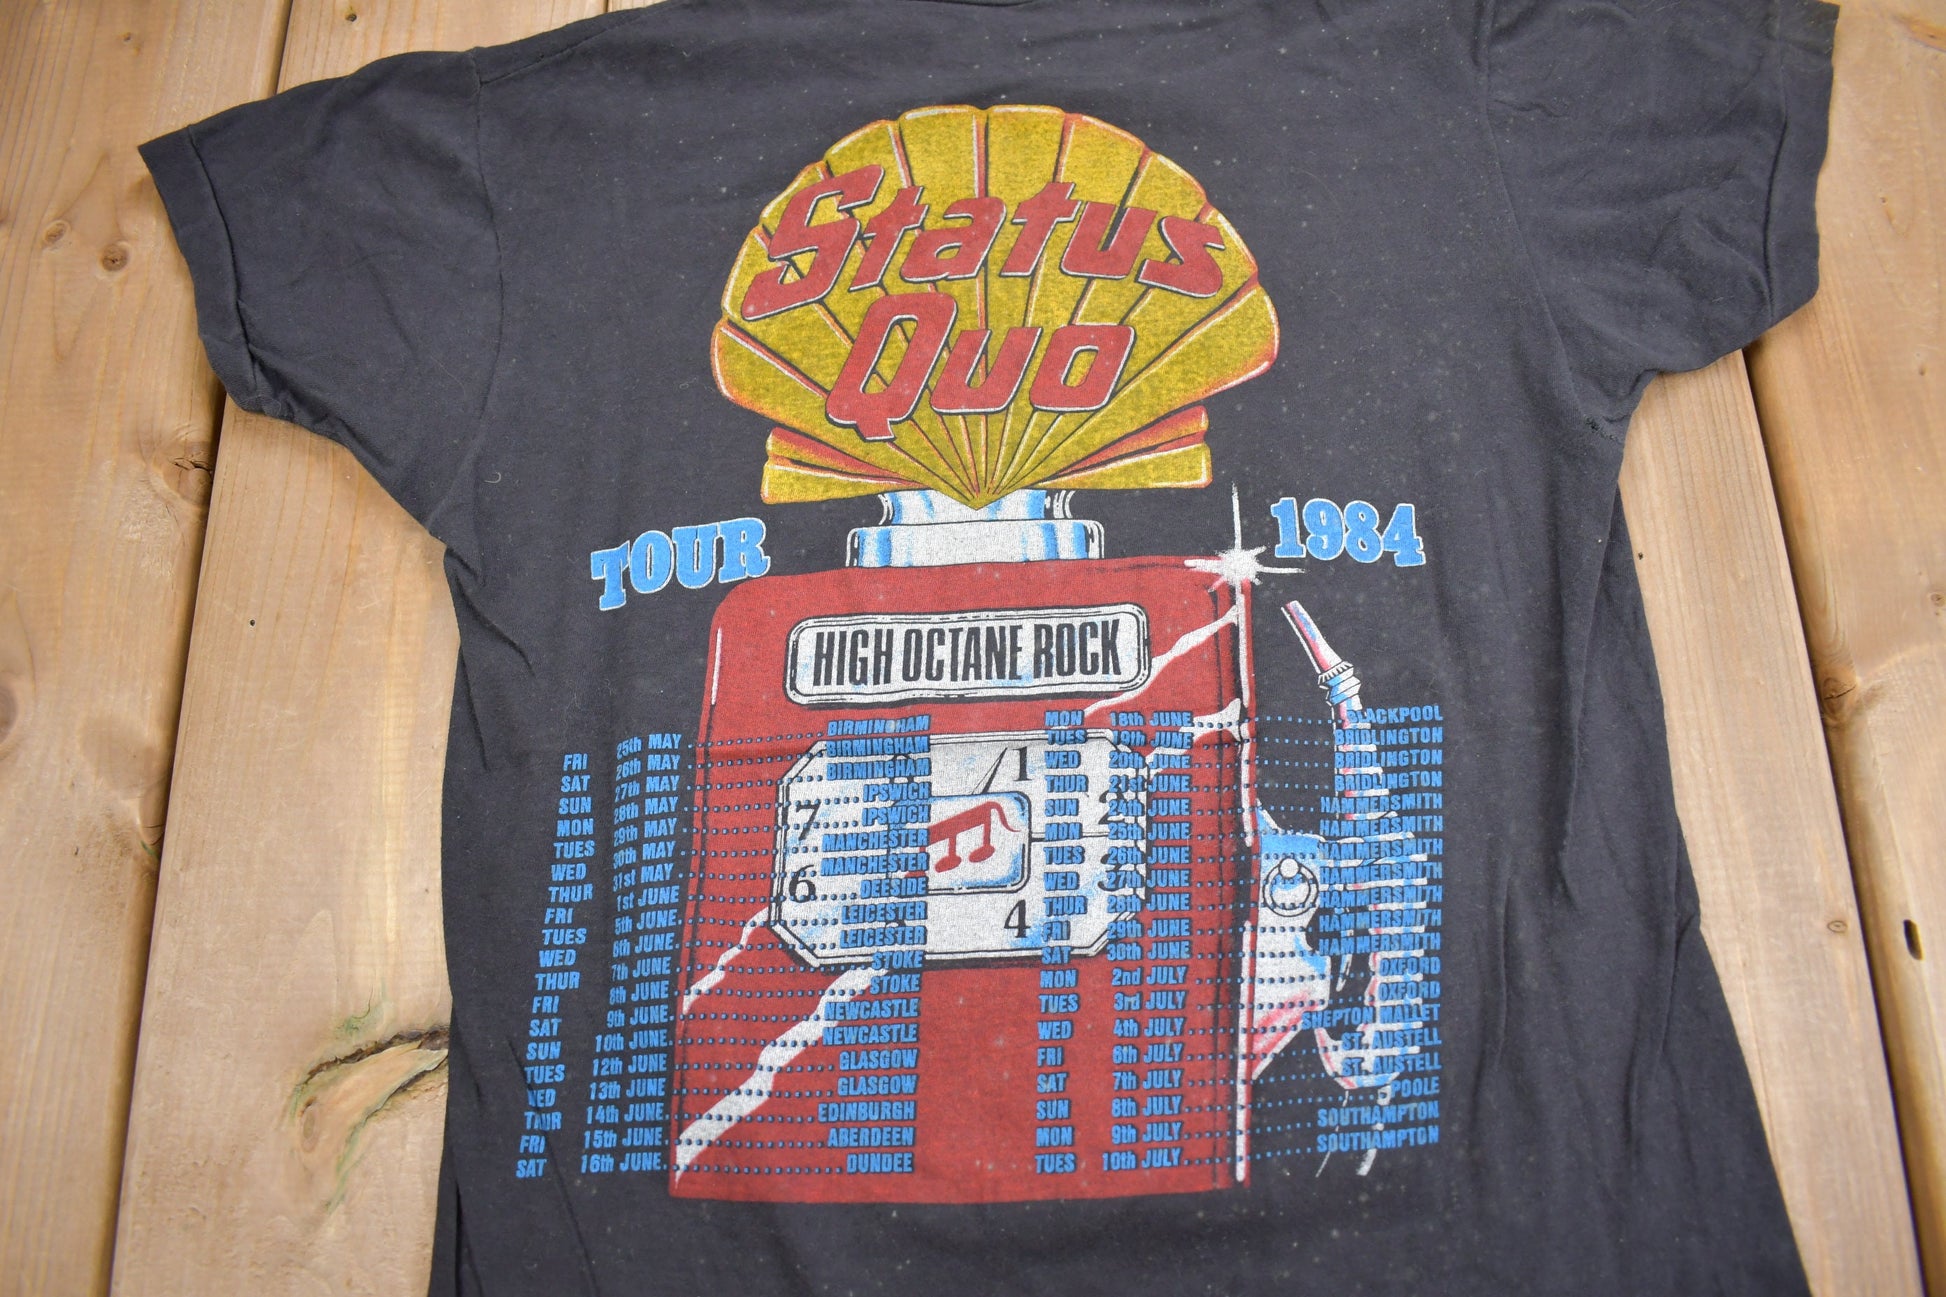 Status
Quo
TOUR 1984
HIGH OCTANE ROCK
FRI 25th MAY BIRMINGHAM
SAT 26th MAY BIRMINGHAM
SUN 27th MAY BIRMINGHAM
MON 28th MAY IPSWICH
TUES 29th MAY IPSWICH
WED 30th MAY MANCHESTER
THUR 31st MAY MANCHESTER
FRI 1st JUNE DEESIDE
TUES 5th JUNE LEICESTER
WED 6th JUNE LEICESTER
THUR 7th JUNE STOKE
FRI 8th JUNE STOKE
SAT 9th JUNE NEWCASTLE
SUN 10th JUNE NEWCASTLE
TUES 12th JUNE GLASGOW
WED 13th JUNE GLASGOW
THUR 14th JUNE EDINBURGH
FRI 15th JUNE ABERDEEN
SAT 16th JUNE DUNDEE
MON 18th JUNE BLACKPOOL
TUES 19th JUNE BRIDLINGTON
WED 20th JUNE BRIDLINGTON
THUR 21st JUNE BRIDLINGTON
SUN 24th JUNE HAMMERSMITH
MON 25th JUNE HAMMERSMITH
TUES 26th JUNE HAMMERSMITH
WED 27th JUNE HAMMERSMITH
THUR 28th JUNE HAMMERSMITH
FRI 29th JUNE HAMMERSMITH
SAT 30th JUNE HAMMERSMITH
MON 2nd JULY OXFORD
TUES 3rd JULY OXFORD
WED 4th JULY SHEPTON MALLET
FRI 6th JULY ST. AUSTELL
SAT 7th JULY ST. AUSTELL
SUN 8th JULY POOLE
MON 9th JULY SOUTHAMPTON
TUES 10th JULY SOUTHAMPTON
1
7 2
6 3
4